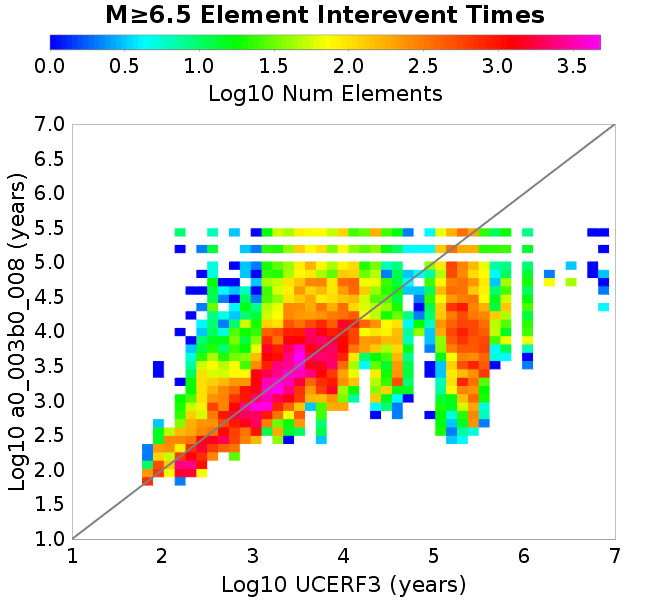 M≥6.5 Element Interevent Times
0.0 0.5 1.0 1.5 2.0 2.5 3.0 3.5
Log10 Num Elements
7.0
6.5
6.0
5.5
5.0
4.5
4.0
3.5
3.0
2.5
2.0
1.5
1.0
Log10 a0_003b0_008 (years)
1 2 3 4 5 6 7
Log10 UCERF3 (years)